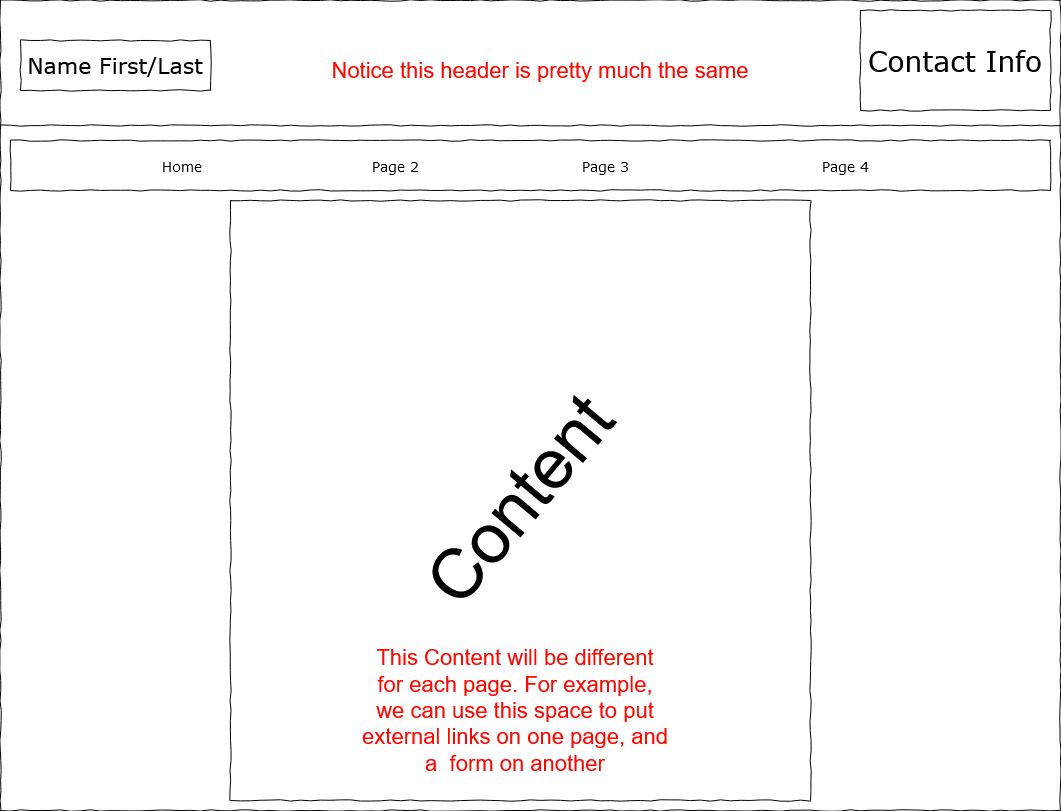 Name First/Last
Notice this header is pretty much the same
Contact Info
Home
Page 2
Page 3
Page 4
Content
This Content will be different
for each page. For example,
we can use this space to put
external links on one page, and
a  form on another